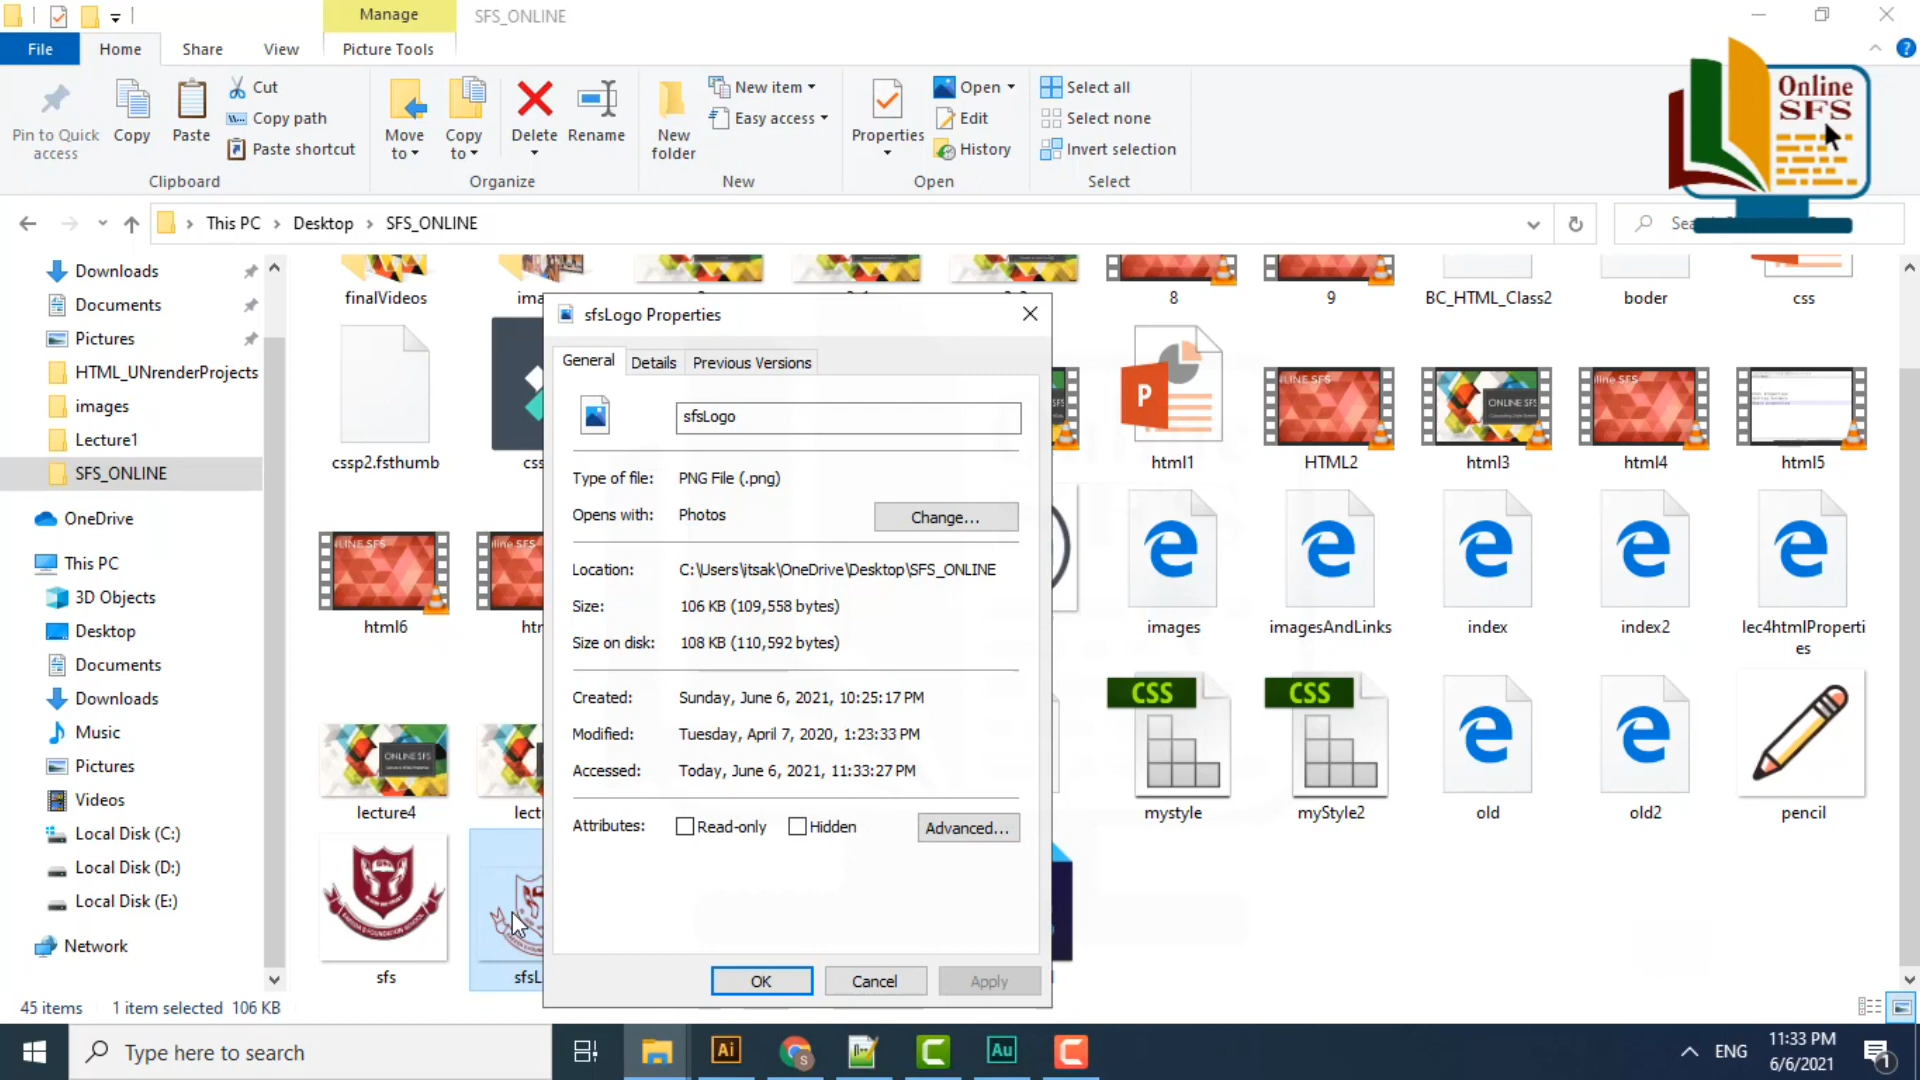 Manage
SFS_ONLINE
File
Home
Share
View
Picture Tools
Pin to Quick
access
Copy
Paste
Cut
Copy path
Paste shortcut
Clipboard
Move
to
Copy
to
Delete
Rename
Organize
New
folder
New item
Easy access
New
Properties
Open
Edit
History
Open
Select all
Select none
Invert selection
Select
Online
SFS
This PC
Desktop
SFS_ONLINE
Downloads
Documents
Pictures
HTML_UNrenderProjects
images
Lecture1
SFS_ONLINE
OneDrive
This PC
3D Objects
Desktop
Documents
Downloads
Music
Pictures
Videos
Local Disk (C:)
Local Disk (D:)
Local Disk (E:)
Network
finalVideos
8
9
BC_HTML_Class2
boder
css
cssp2.fsthumb
html1
HTML2
html3
html4
html5
html6
images
imagesAndLinks
index
index2
lec4htmlProperti
es
lecture4
mystyle
myStyle2
old
old2
pencil
sfs
sfsLogo Properties
General
Details
Previous Versions
sfsLogo
Type of file: PNG File (.png)
Opens with: Photos
Change...
Location: C:\Users\itsak\OneDrive\Desktop\SFS_ONLINE
Size: 106 KB (109,558 bytes)
Size on disk: 108 KB (110,592 bytes)
Created: Sunday, June 6, 2021, 10:25:17 PM
Modified: Tuesday, April 7, 2020, 1:23:33 PM
Accessed: Today, June 6, 2021, 11:33:27 PM
Attributes: Read-only Hidden
Advanced...
OK
Cancel
Apply
45 items 1 item selected 106 KB
Type here to search
Ai
Au
ENG
11:33 PM
6/6/2021
1